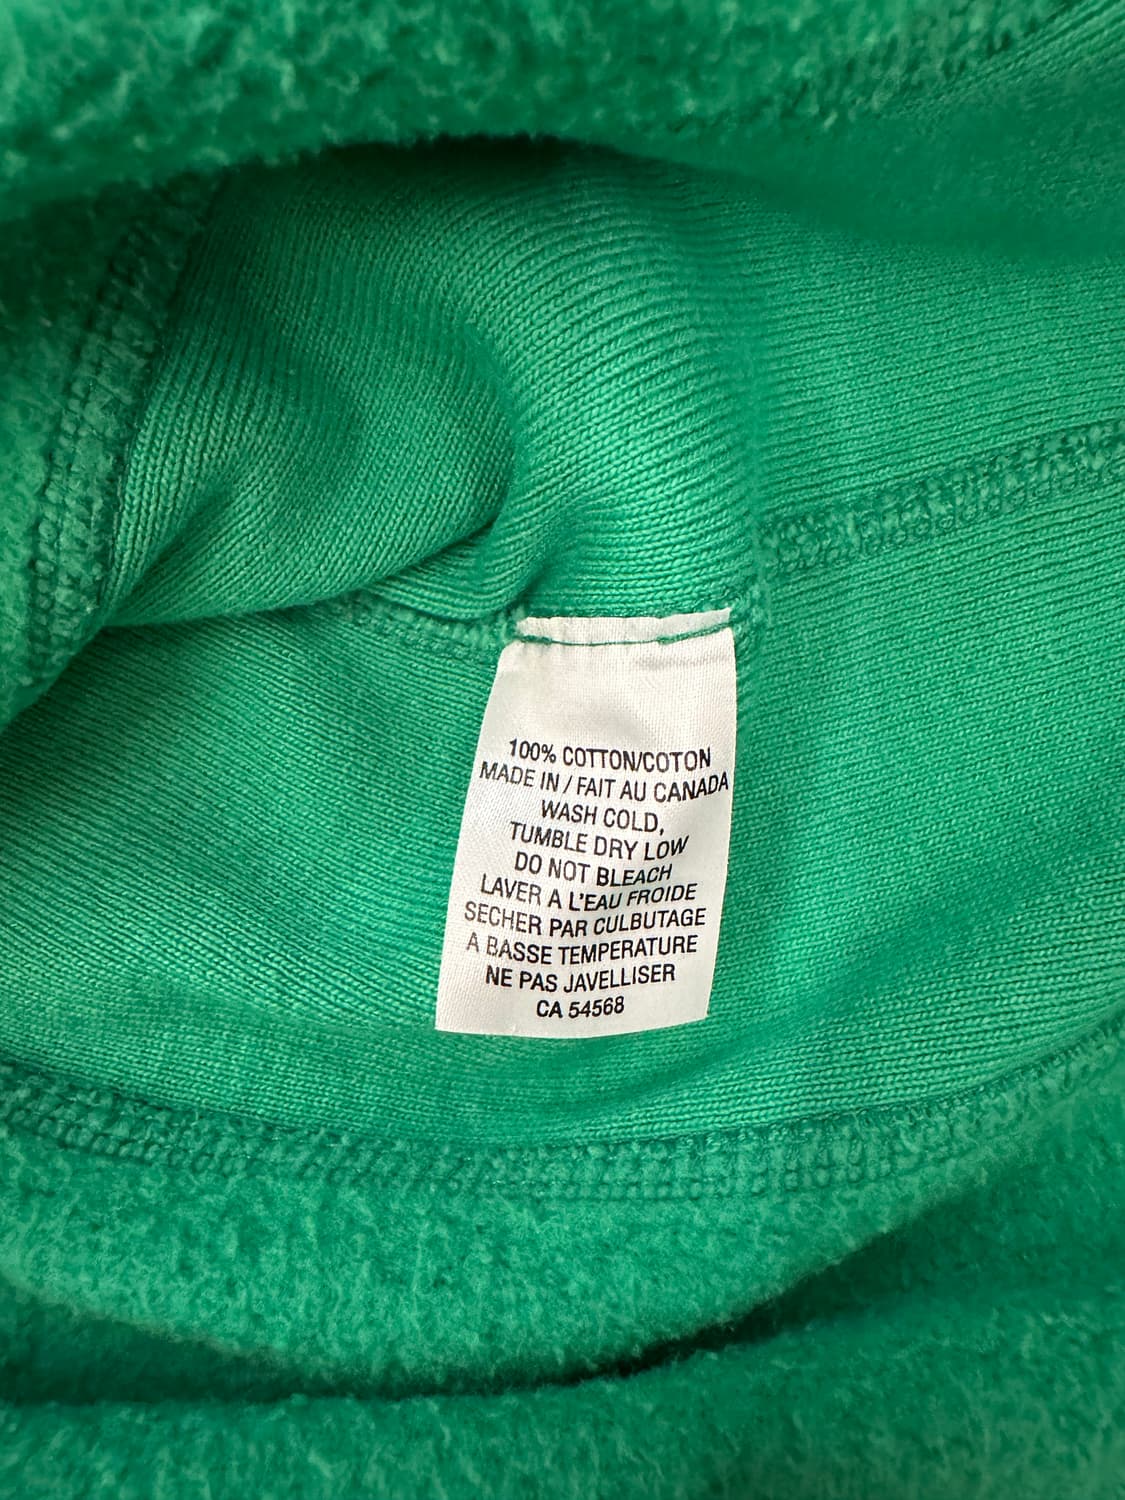 100% COTTON/COTON
MADE IN / FAIT AU CANADA
WASH COLD,
TUMBLE DRY LOW
DO NOT BLEACH
LAVER A L'EAU FROIDE
SECHER PAR CULBUTAGE
A BASSE TEMPERATURE
NE PAS JAVELLISER
CA 54568